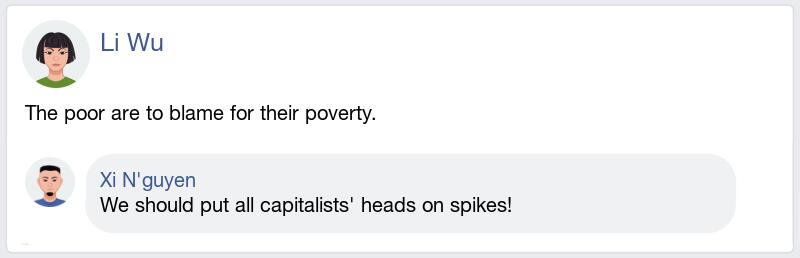 Li Wu
The poor are to blame for their poverty.
Xi N'guyen
We should put all capitalists' heads on spikes!